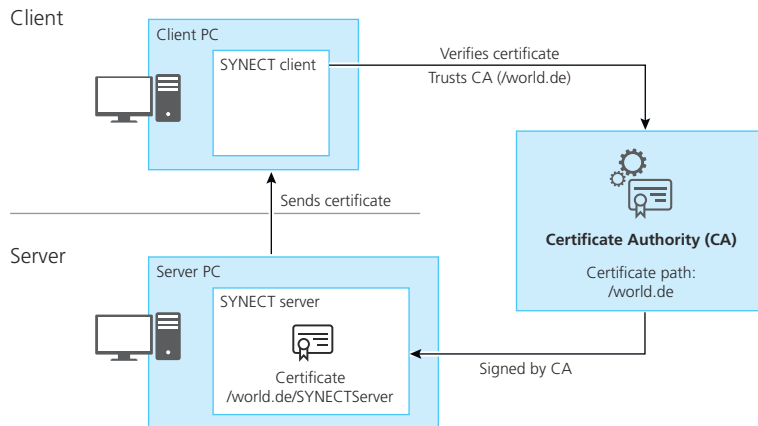 Client
Client PC
SYNECT client
Verifies certificate
Trusts CA (/world.de)
Sends certificate
Certificate Authority (CA)
Certificate path:
/world.de
Server
Server PC
SYNECT server
Certificate
/world.de/SYNECTServer
Signed by CA